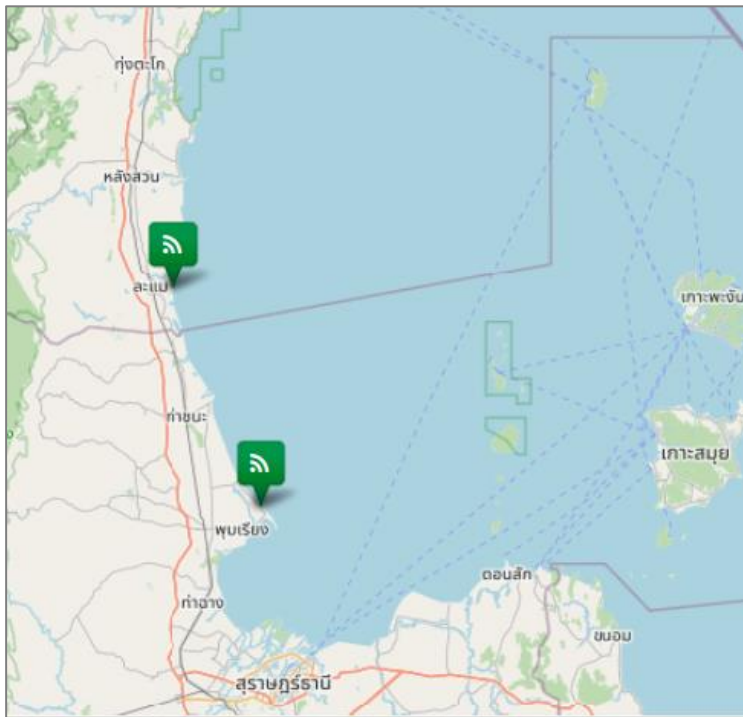 ทุ่งตะโก
หลังสวน
ละแม
เกาะพะงัน
ท่าชนะ
เกาะสมุย
พุมเรียง
ดอนสัก
ท่าฉาง
ขนอม
สุราษฎร์ธานี